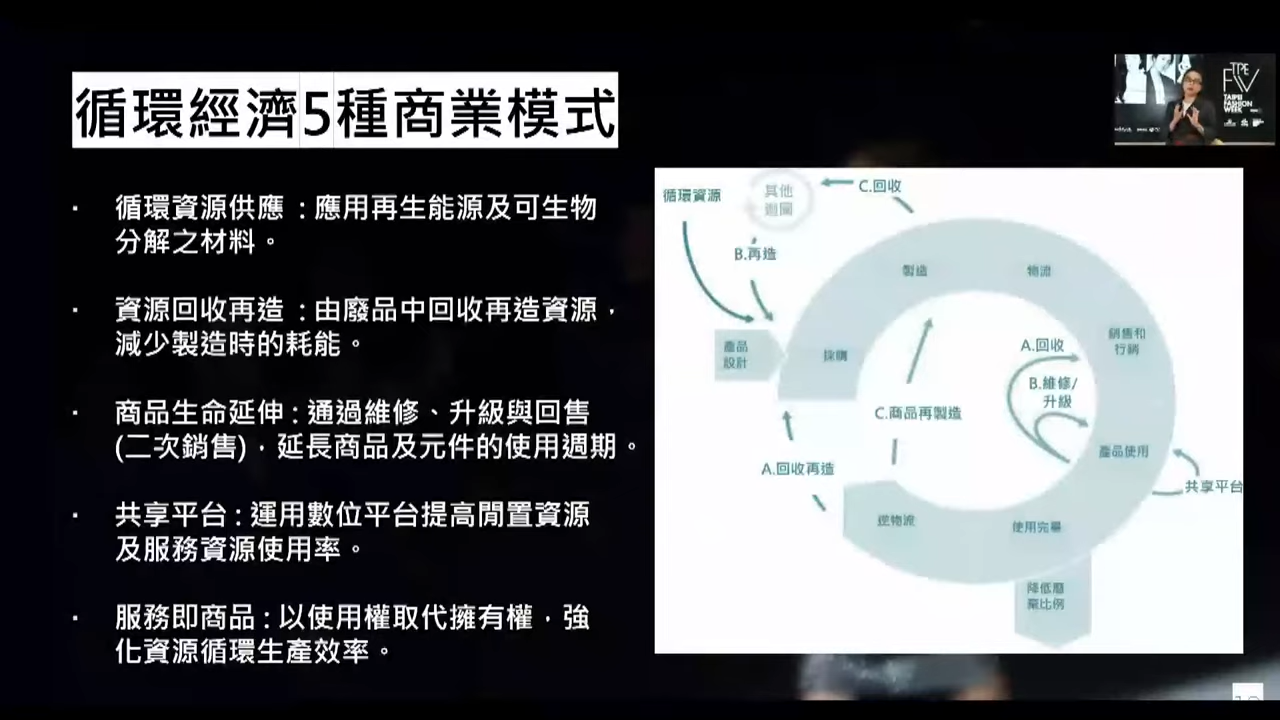 循環經濟5種商業模式
· 循環資源供應 : 應用再生能源及可生物
分解之材料。
· 資源回收再造 : 由廢品中回收再造資源,
減少製造時的耗能。
· 商品生命延伸 : 通過維修、升級與回售
(二次銷售),延長商品及元件的使用週期。
· 共享平台 : 運用數位平台提高閒置資源
及服務資源使用率。
· 服務即商品 : 以使用權取代擁有權,強
化資源循環生產效率。
TPE
FW
TAIPEI
FASHION
WEEK
循環資源
其他
迴圈
C.回收
B.再造
製造
物流
產品
設計
採購
銷售和
行銷
A.回收
B.維修/
升級
C.商品再製造
產品使用
A.回收再造
共享平台
逆物流
使用完畢
降低廢
棄比例